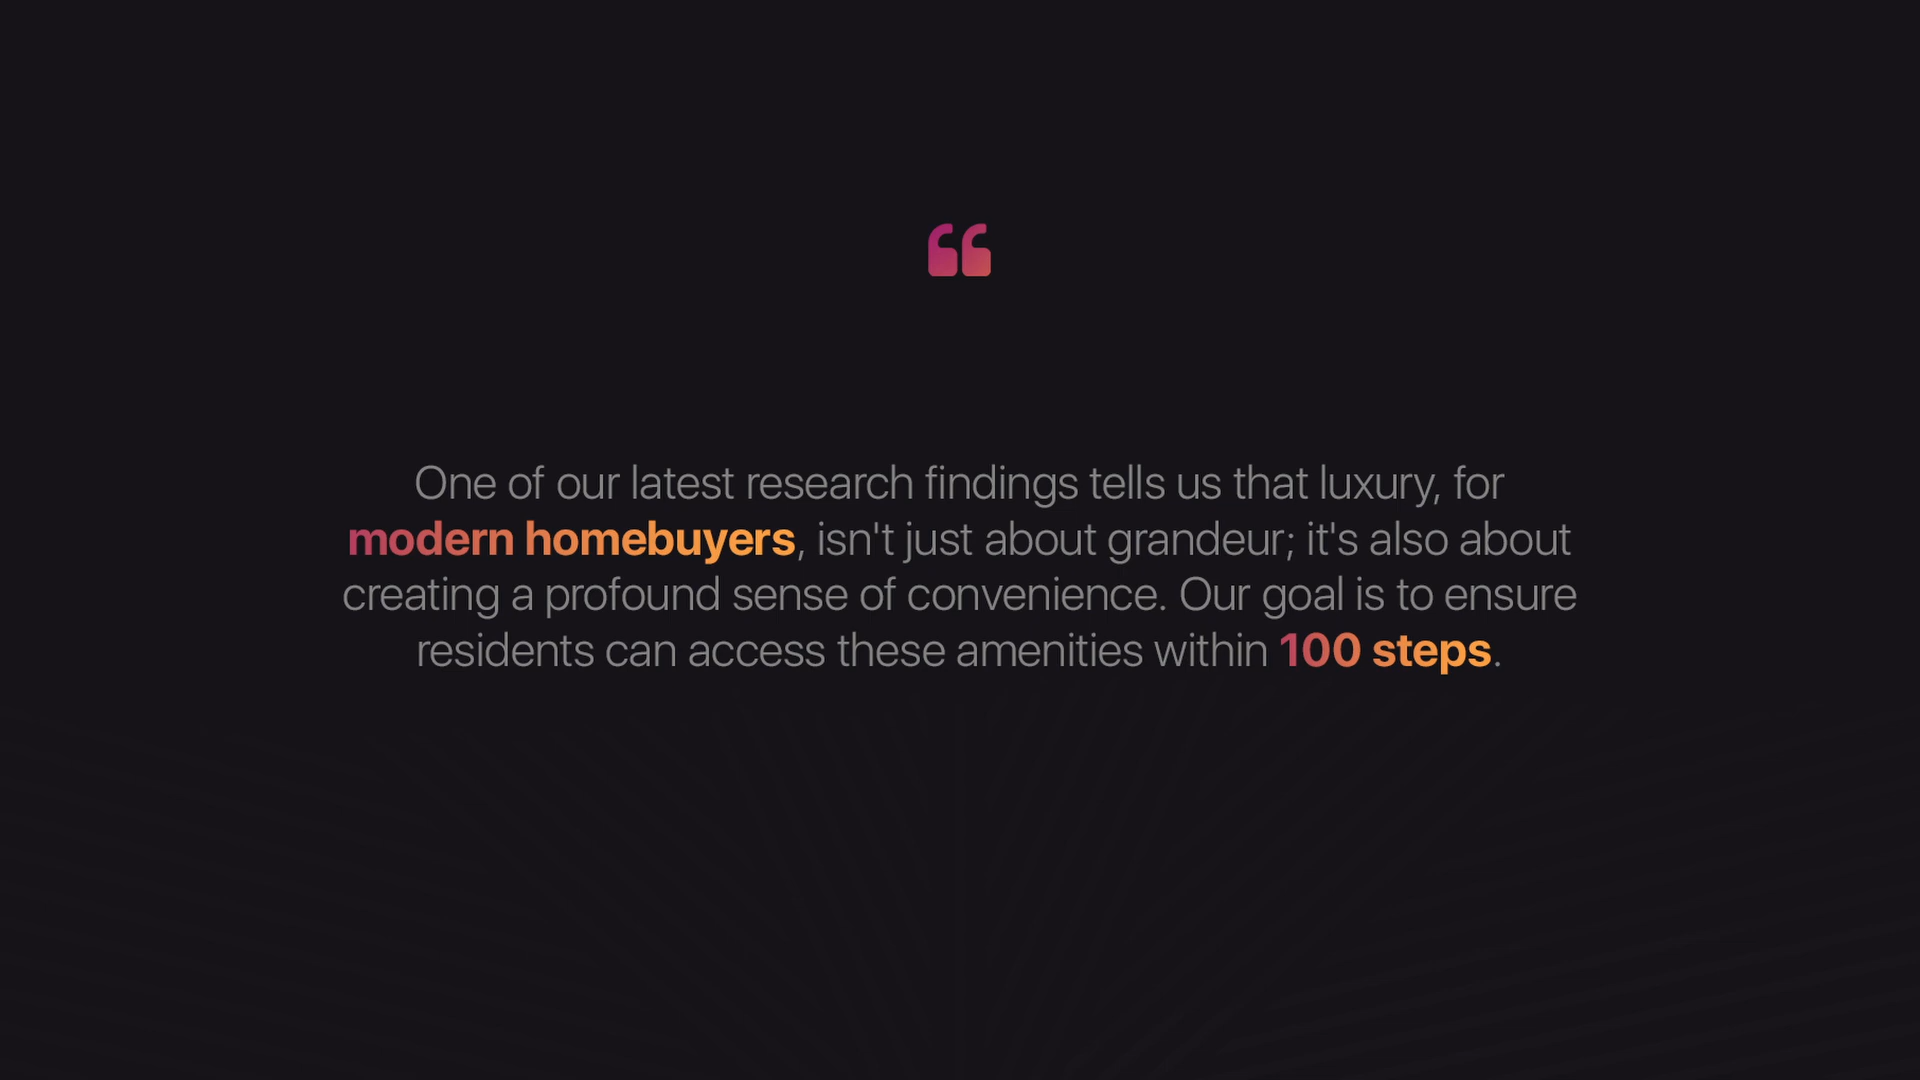 “
One of our latest research findings tells us that luxury, for
modern homebuyers, isn't just about grandeur; it's also about
creating a profound sense of convenience. Our goal is to ensure
residents can access these amenities within 100 steps.